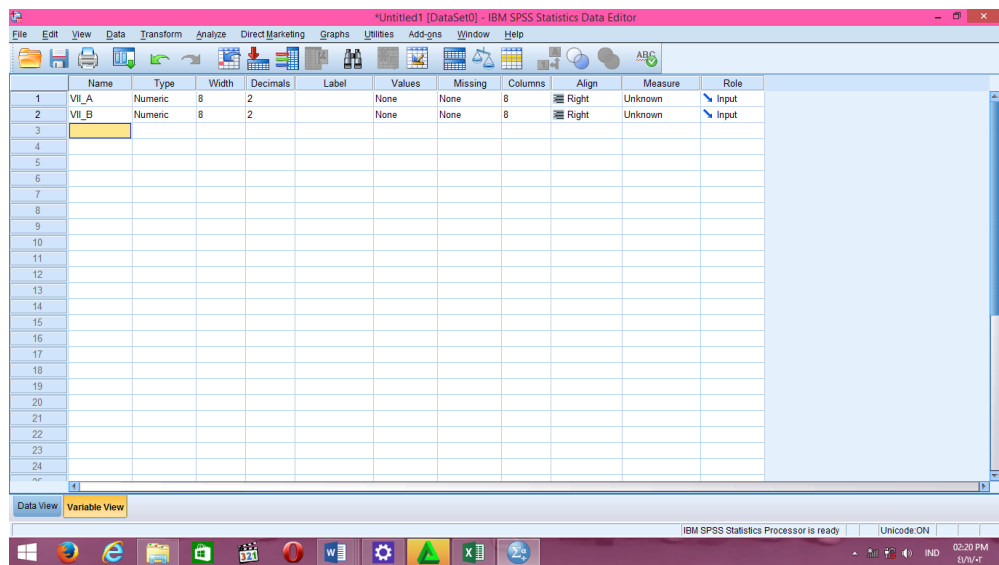 *Untitled1 [DataSet0] - IBM SPSS Statistics Data Editor
File Edit View Data Transform Analyze Direct Marketing Graphs Utilities Add-ons Window Help
Name Type Width Decimals Label Values Missing Columns Align Measure Role
1 VII_A Numeric 8 2 None None 8 Right Unknown Input
2 VII_B Numeric 8 2 None None 8 Right Unknown Input
3
4
5
6
7
8
9
10
11
12
13
14
15
16
17
18
19
20
21
22
23
24
Data View Variable View
IBM SPSS Statistics Processor is ready Unicode:ON
321 IND 02:20 PM